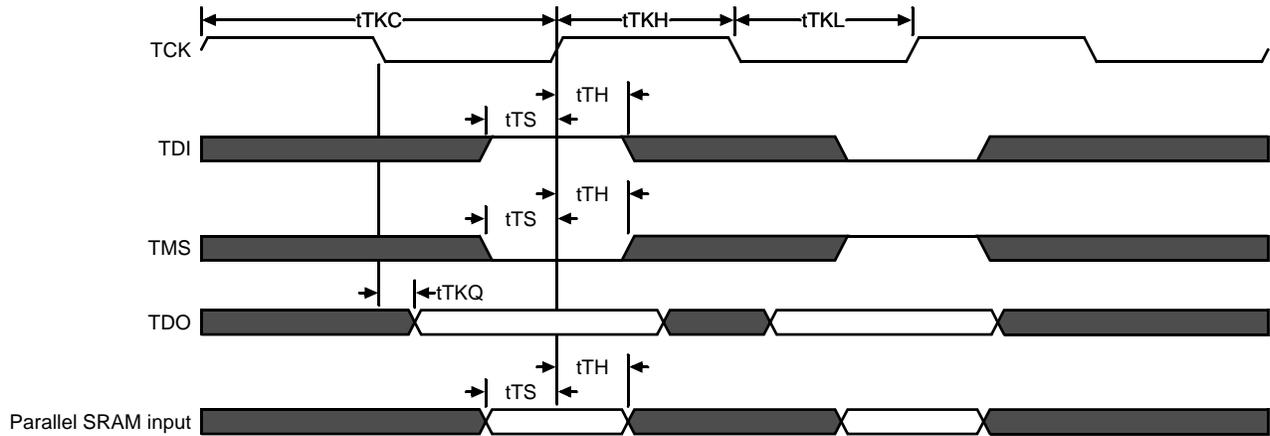 tTKC tTKH tTKL
TCK
tTH
tTS
TDI
tTH
tTS
TMS
tTKQ
TDO
tTH
tTS
Parallel SRAM input